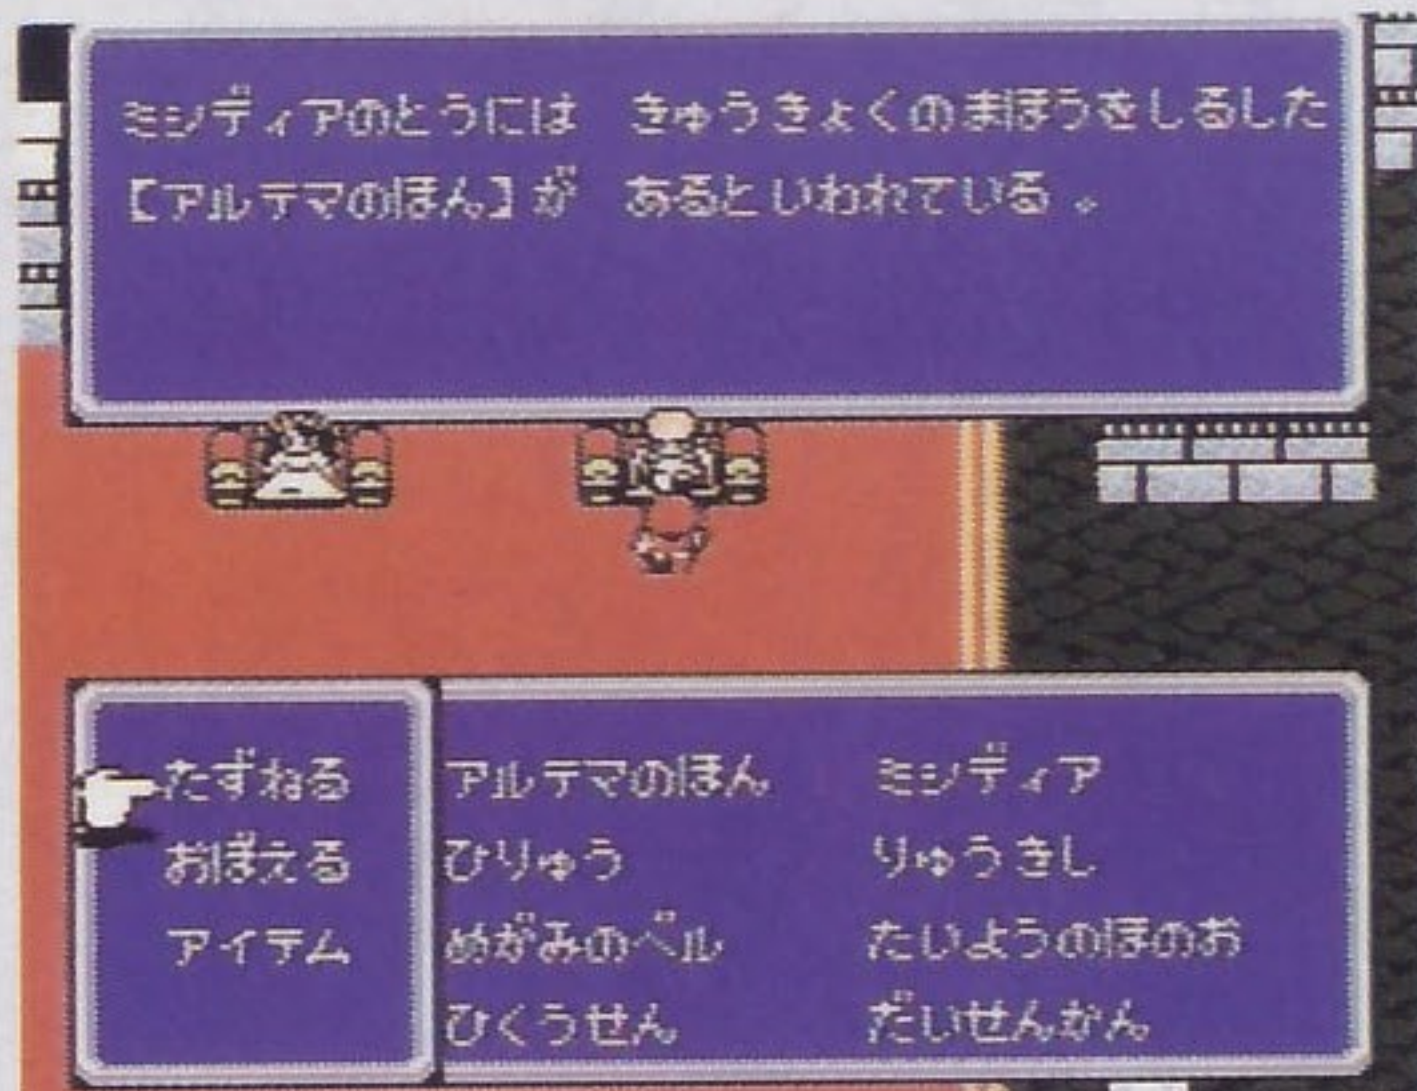 ミシディアのとうには きゅうきょくのまほうをしるした
【アルテマのほん】が あるといわれている。
たずねる
おぼえる
アイテム
アルテマのほん ミシディア
ひりゅう りゅうきし
めがみのベル たいようのほのお
ひくうせん だいせんかん